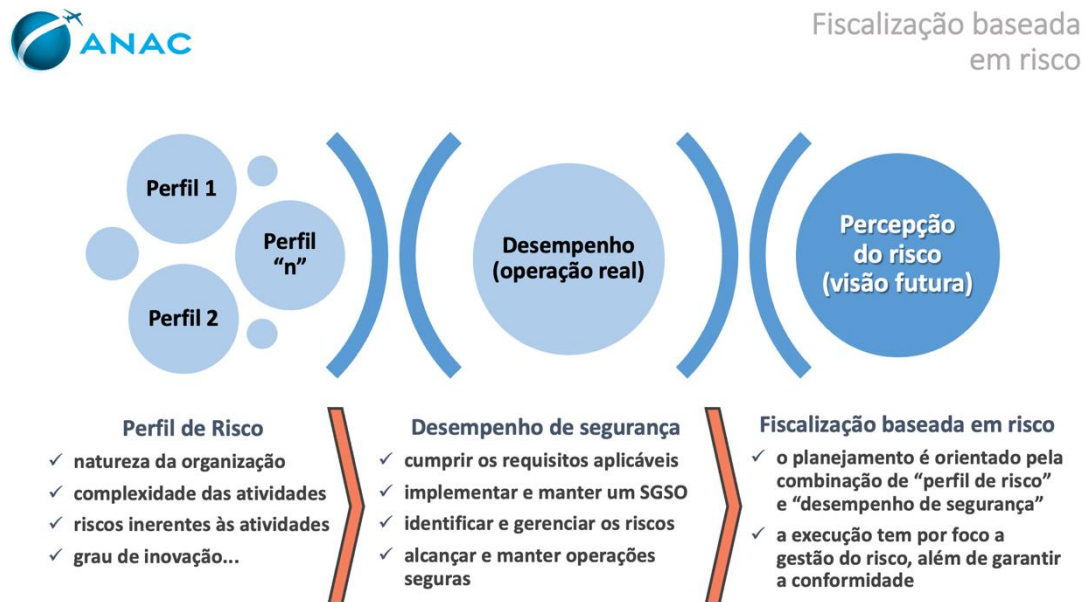 ANAC
Fiscalização baseada
em risco
Perfil 1
Perfil
“n”
Perfil 2
Desempenho
(operação real)
Percepção
do risco
(visão futura)
Perfil de Risco
✓ natureza da organização
✓ complexidade das atividades
✓ riscos inerentes às atividades
✓ grau de inovação...
Desempenho de segurança
✓ cumprir os requisitos aplicáveis
✓ implementar e manter um SGSO
✓ identificar e gerenciar os riscos
✓ alcançar e manter operações
seguras
Fiscalização baseada em risco
✓ o planejamento é orientado pela
combinação de “perfil de risco”
e “desempenho de segurança”
✓ a execução tem por foco a
gestão do risco, além de garantir
a conformidade